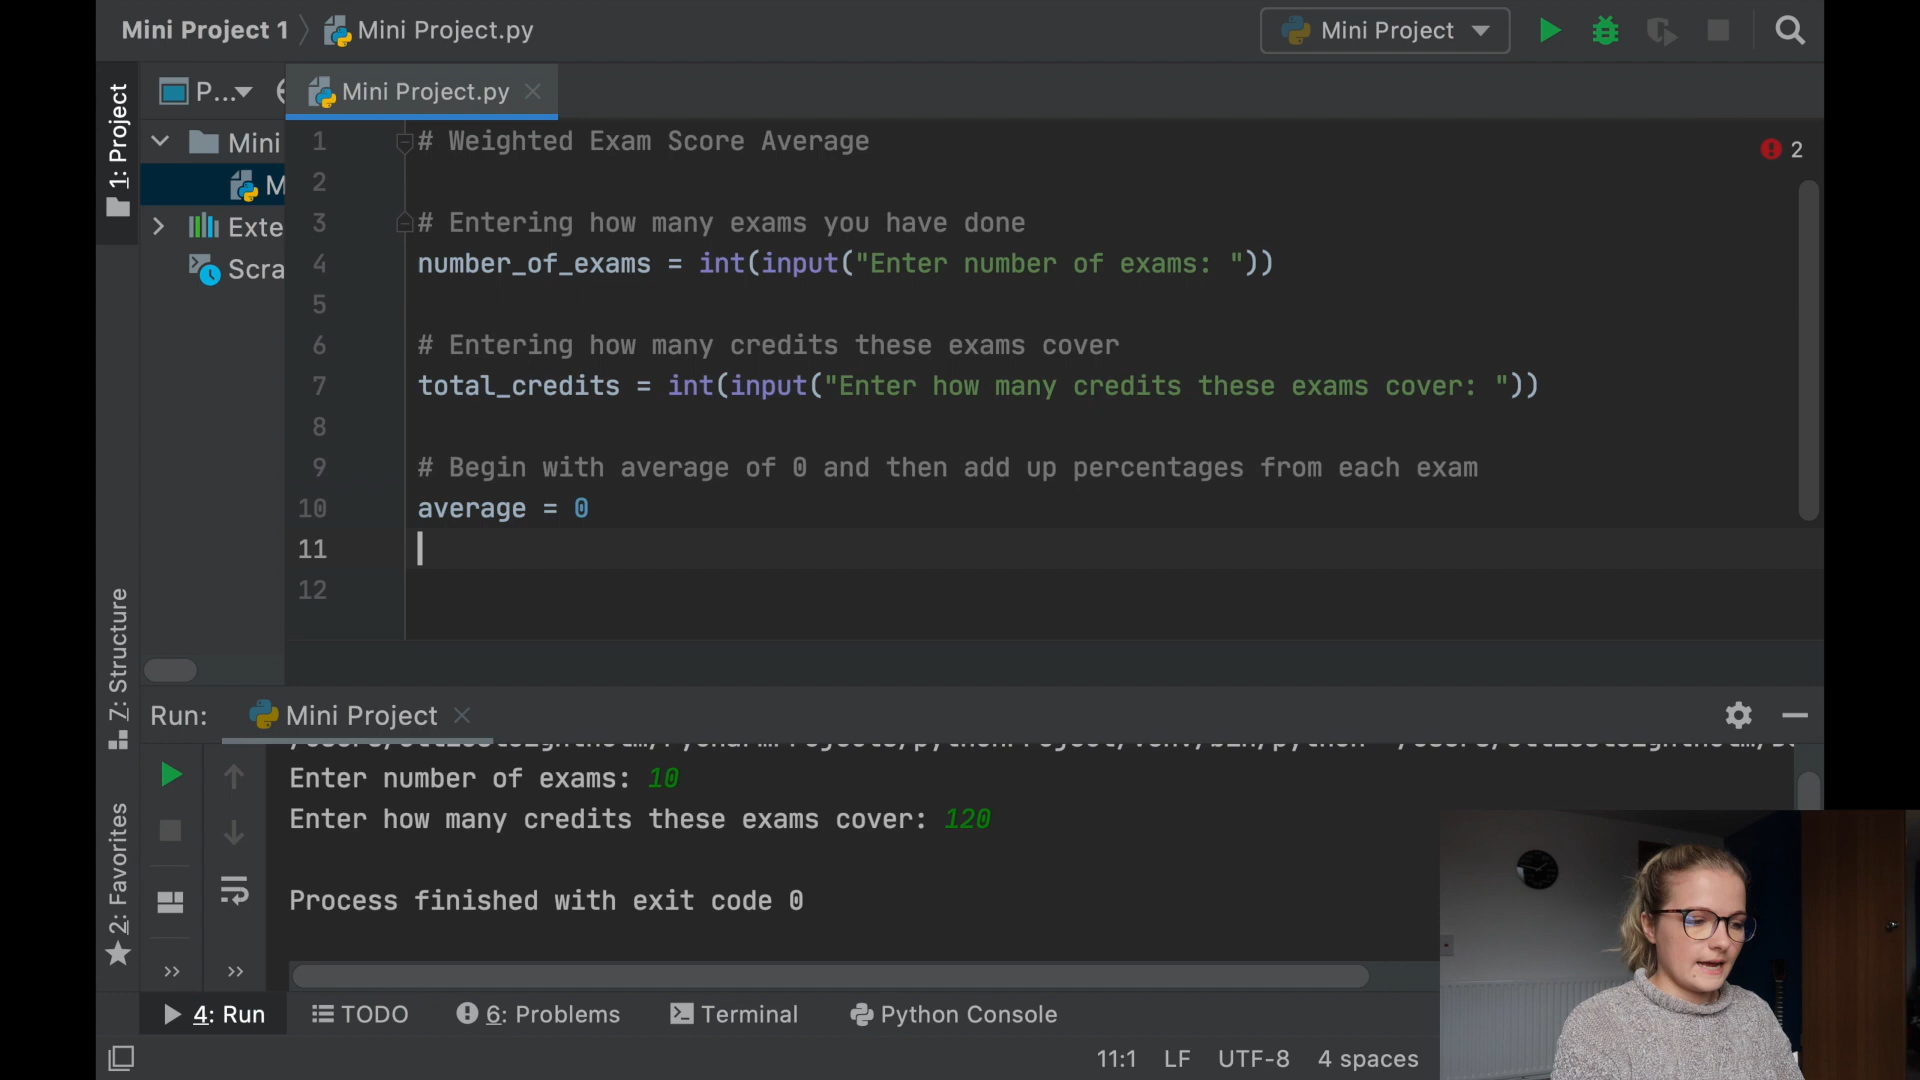 Mini Project 1
Mini Project.py
Mini Project
1: Project
P...
Mini Project.py
Mini
M
Exte
Scra
1 # Weighted Exam Score Average
2
3 # Entering how many exams you have done
4 number_of_exams = int(input("Enter number of exams: "))
5
6 # Entering how many credits these exams cover
7 total_credits = int(input("Enter how many credits these exams cover: "))
8
9 # Begin with average of 0 and then add up percentages from each exam
10 average = 0
11
12
2
7: Structure
2: Favorites
Run:
Mini Project
Enter number of exams: 10
Enter how many credits these exams cover: 120
Process finished with exit code 0
4: Run
TODO
6: Problems
Terminal
Python Console
11:1 LF UTF-8 4 spaces